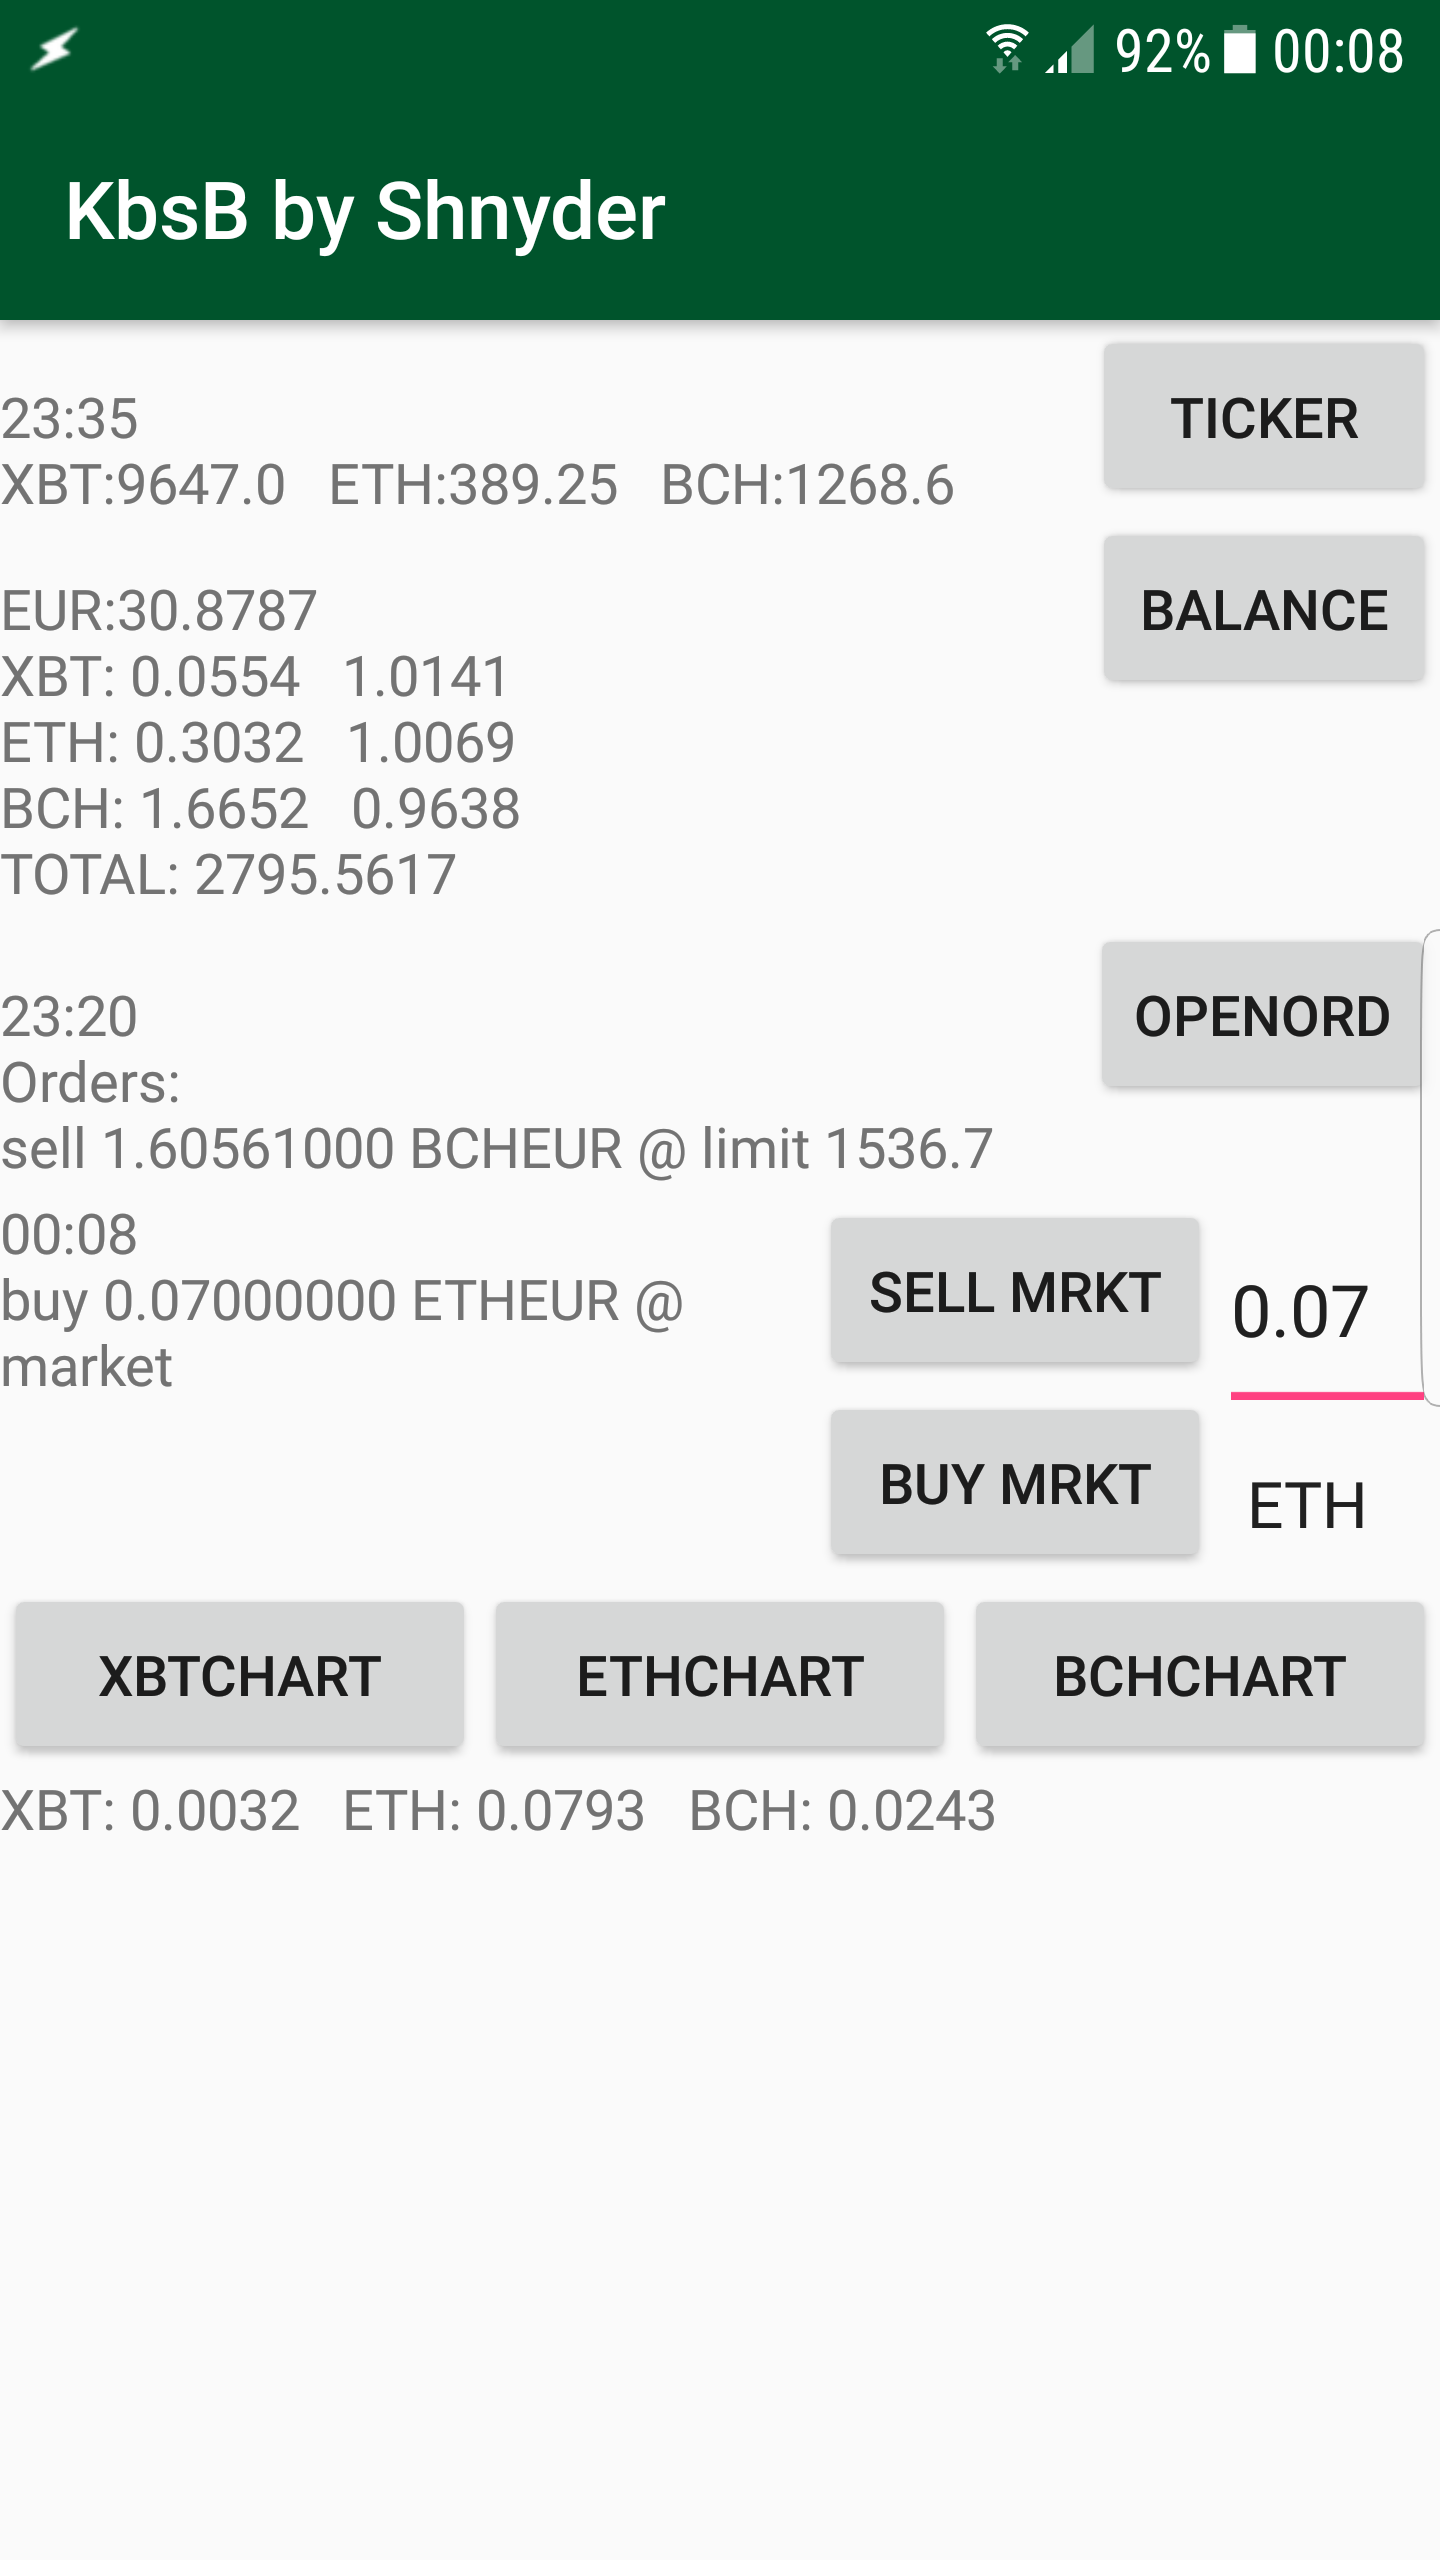 92% 00:08
KbsB by Shnyder
TICKER
23:35
XBT:9647.0 ETH:389.25 BCH:1268.6
BALANCE
EUR:30.8787
XBT: 0.0554 1.0141
ETH: 0.3032 1.0069
BCH: 1.6652 0.9638
TOTAL: 2795.5617
OPENORD
23:20
Orders:
sell 1.60561000 BCHEUR @ limit 1536.7
00:08
buy 0.07000000 ETHEUR @
market
SELL MRKT 0.07
BUY MRKT ETH
XBTCHART ETHCHART BCHCHART
XBT: 0.0032 ETH: 0.0793 BCH: 0.0243